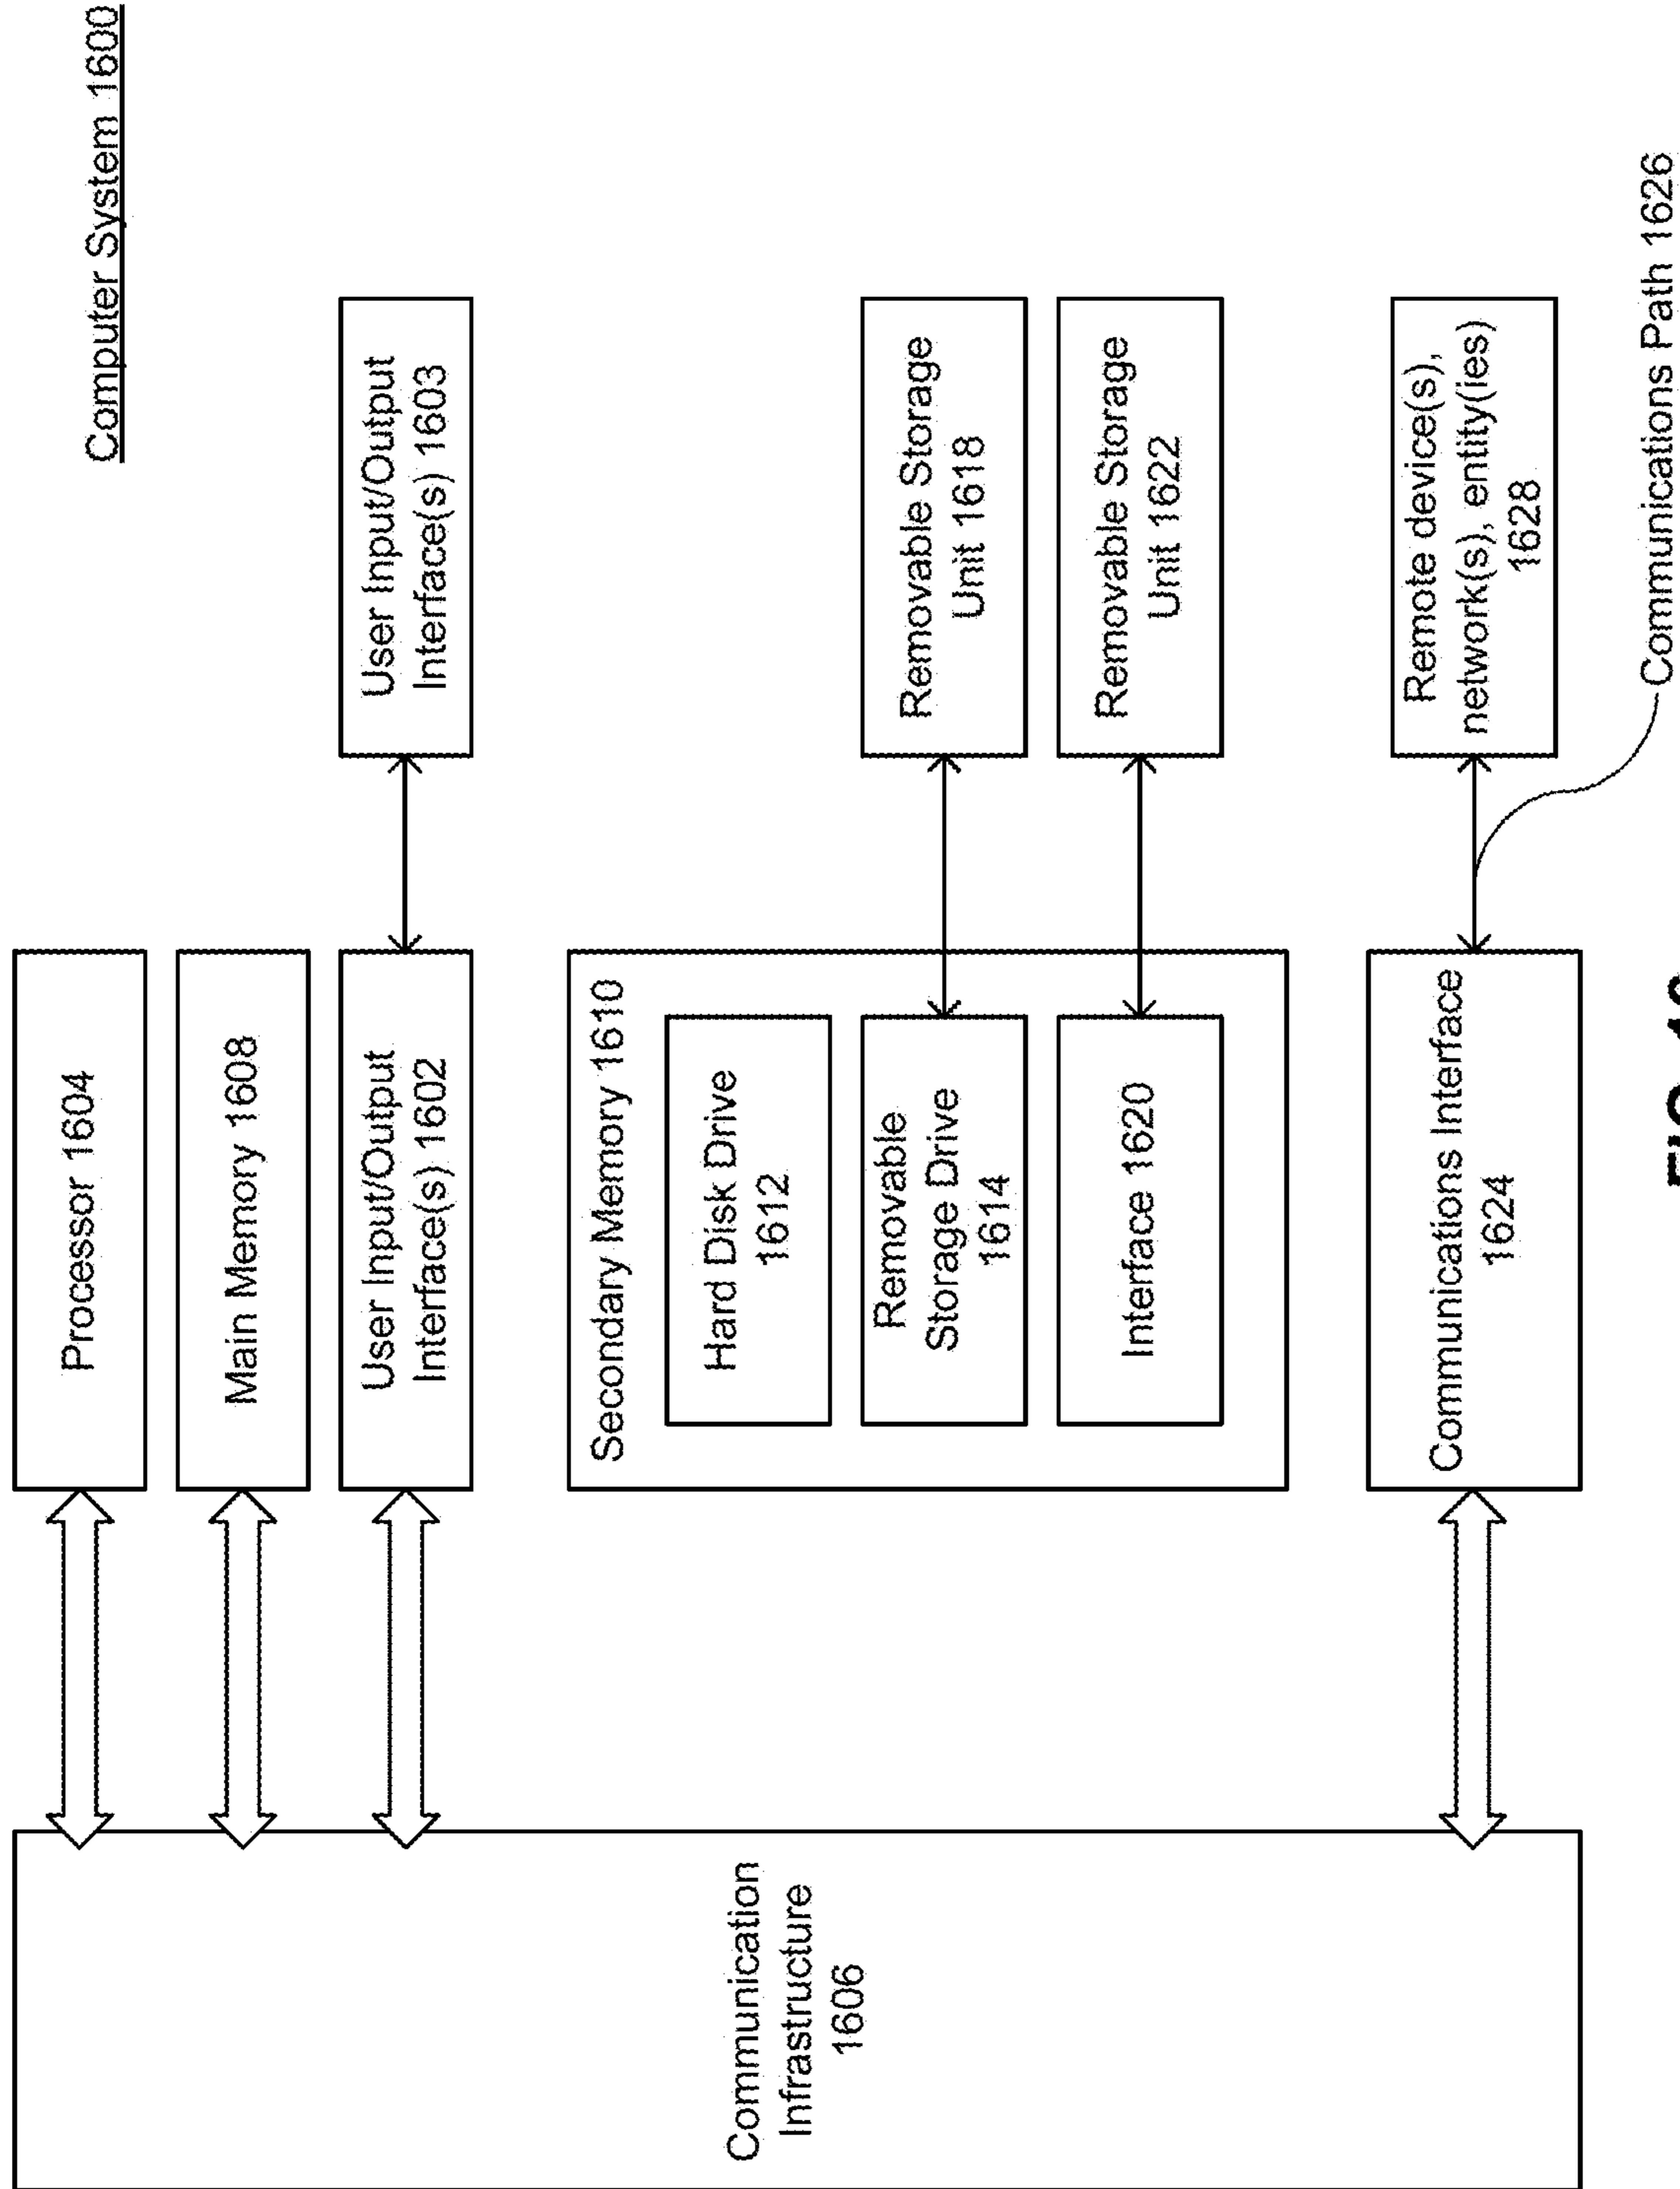 Computer System 1600
Processor 1604
Main Memory 1608
User Input/Output
Interface(s) 1602
User Input/Output
Interface(s) 1603
Communication
Infrastructure
1606
Secondary Memory 1610
Hard Disk Drive
1612
Removable
Storage Drive
1614
Removable Storage
Unit 1618
Interface 1620
Removable Storage
Unit 1622
Communications Interface
1624
Remote device(s),
network(s), entity(ies)
1628
Communications Path 1626